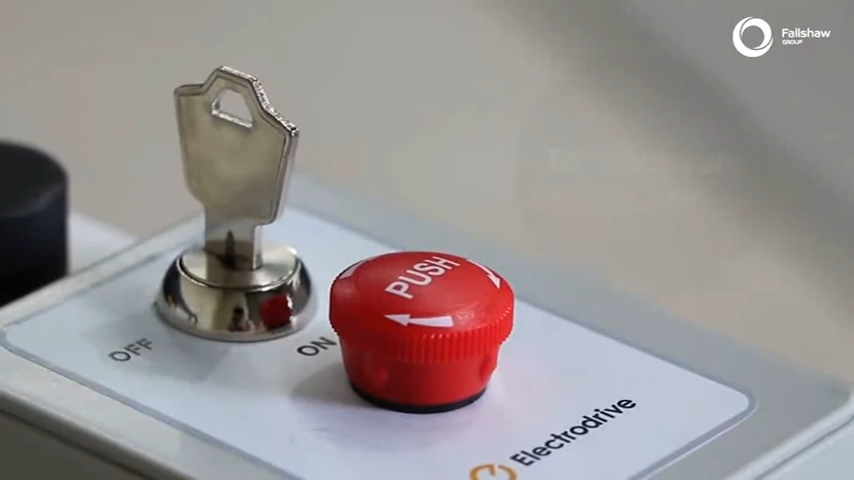 Fallshaw
GROUP
PUSH
OFF
ON
Electrodrive